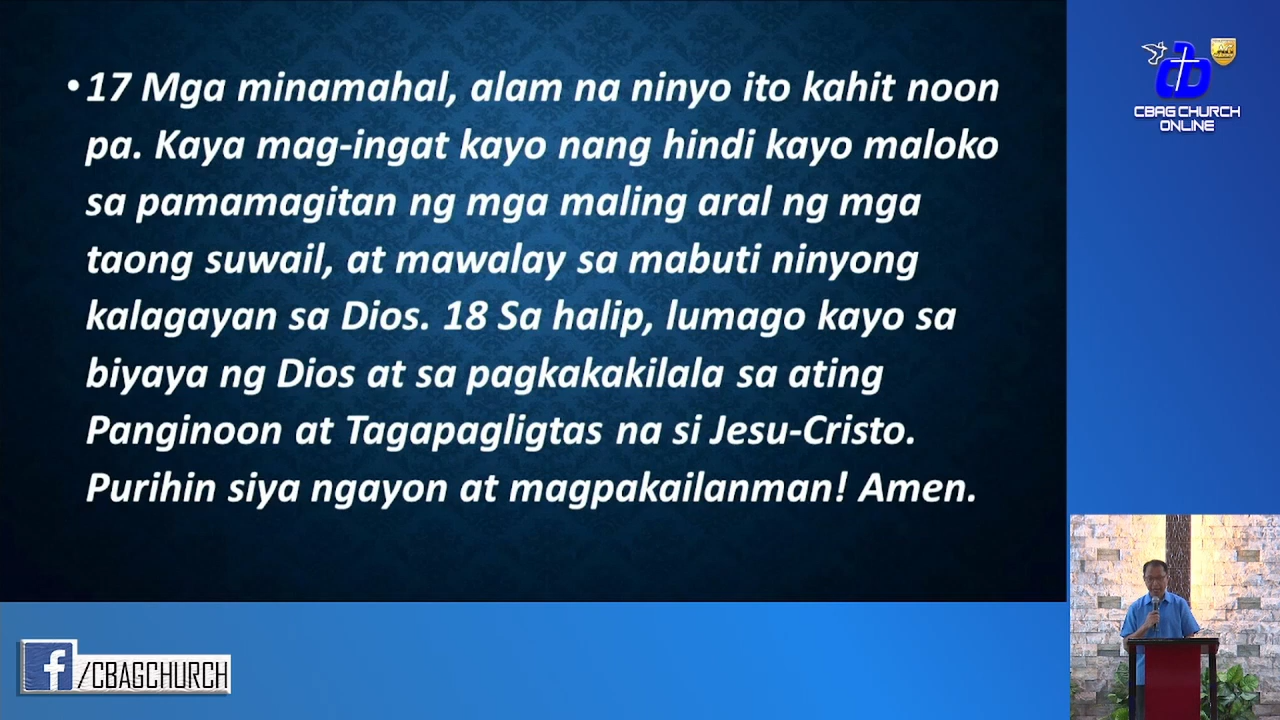 • 17 Mga minamahal, alam na ninyo ito kahit noon
pa. Kaya mag-ingat kayo nang hindi kayo maloko
sa pamamagitan ng mga maling aral ng mga
taong suwail, at mawalay sa mabuti ninyong
kalagayan sa Dios. 18 Sa halip, lumago kayo sa
biyaya ng Dios at sa pagkakakilala sa ating
Panginoon at Tagapagligtas na si Jesu-Cristo.
Purihin siya ngayon at magpakailanman! Amen.
CBAG CHURCH
ONLINE
f/CBAGCHURCH